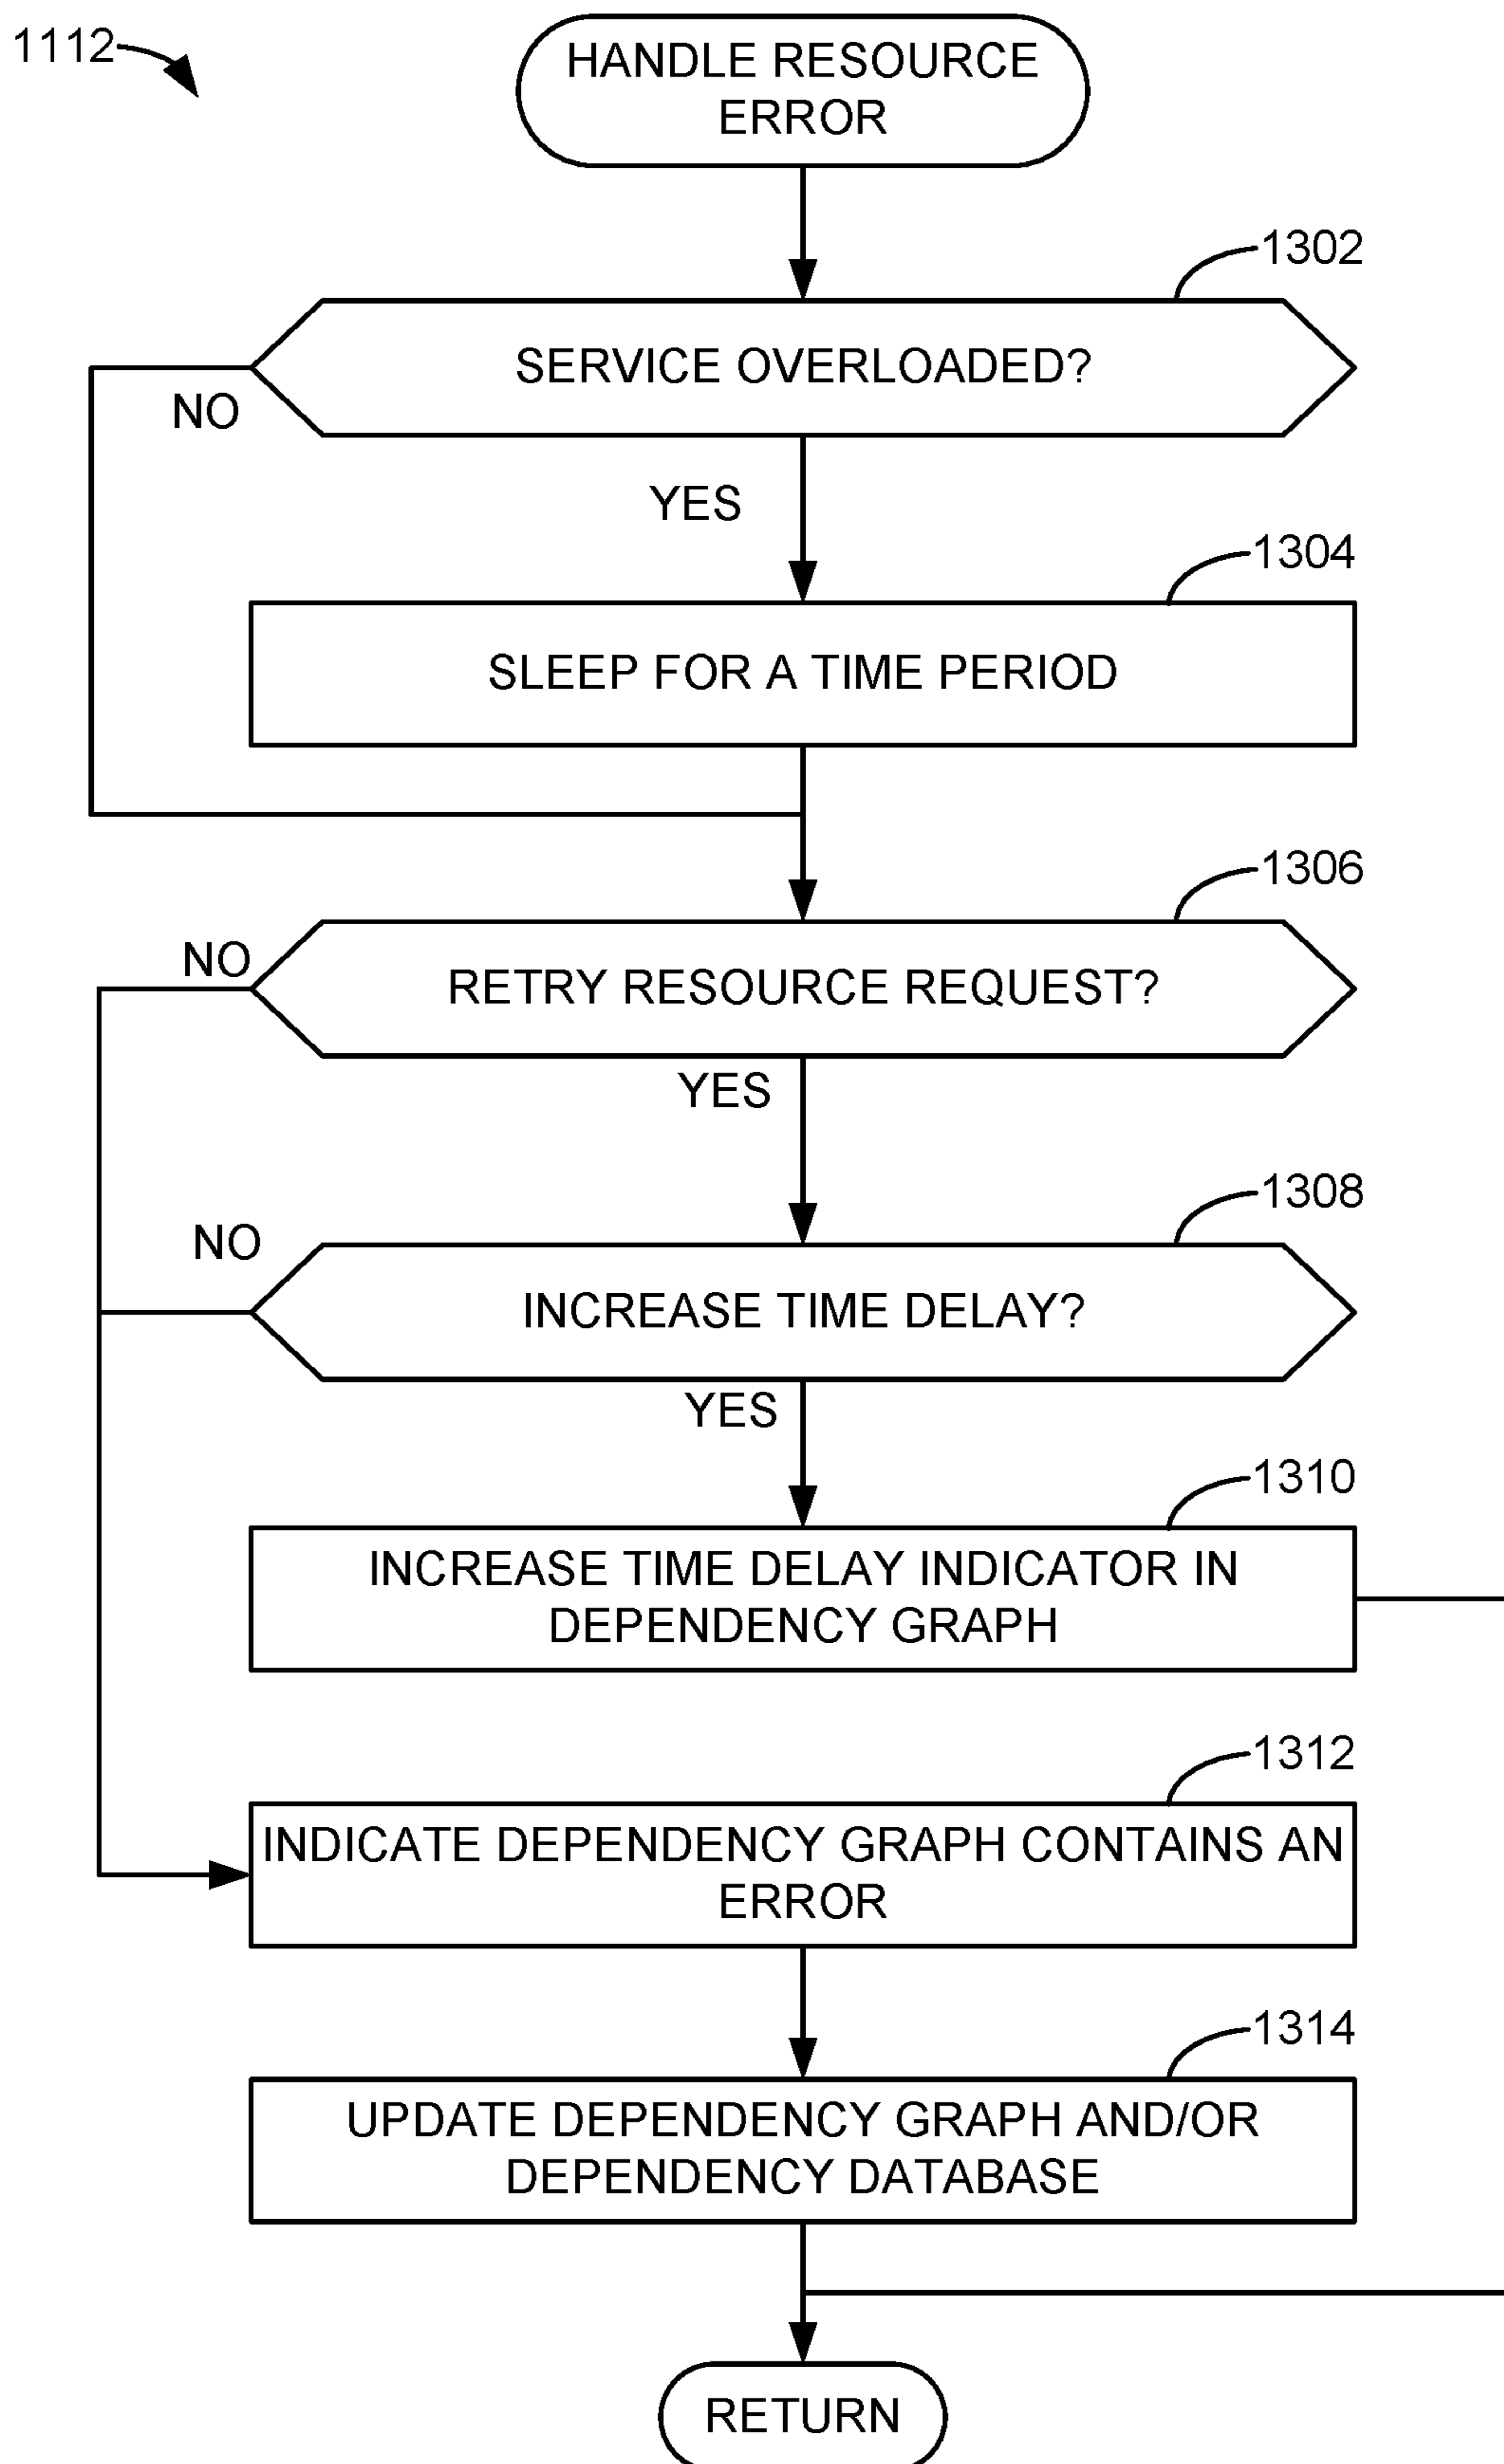 1112
HANDLE RESOURCE
ERROR
1302
SERVICE OVERLOADED?
NO
YES
1304
SLEEP FOR A TIME PERIOD
1306
NO
RETRY RESOURCE REQUEST?
YES
1308
NO
INCREASE TIME DELAY?
YES
1310
INCREASE TIME DELAY INDICATOR IN
DEPENDENCY GRAPH
1312
INDICATE DEPENDENCY GRAPH CONTAINS AN
ERROR
1314
UPDATE DEPENDENCY GRAPH AND/OR
DEPENDENCY DATABASE
RETURN